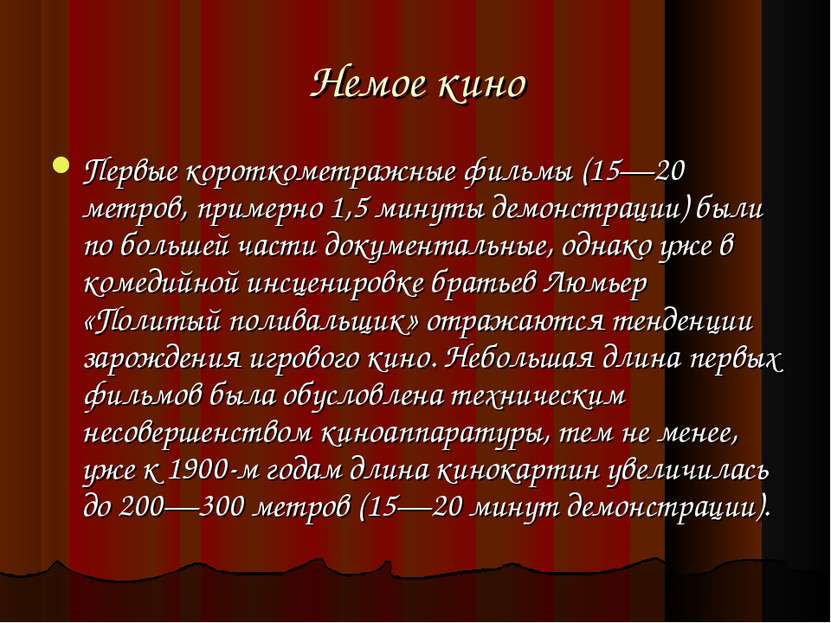 Немое кино
Первые короткометражные фильмы (15—20
метров, примерно 1,5 минуты демонстрации) были
по большей части документальные, однако уже в
комедийной инсценировке братьев Люмьер
«Политый поливальщик» отражаются тенденции
зарождения игрового кино. Небольшая длина первых
фильмов была обусловлена техническим
несовершенством киноаппаратуры, тем не менее,
уже к 1900-м годам длина кинокартин увеличилась
до 200—300 метров (15—20 минут демонстрации).